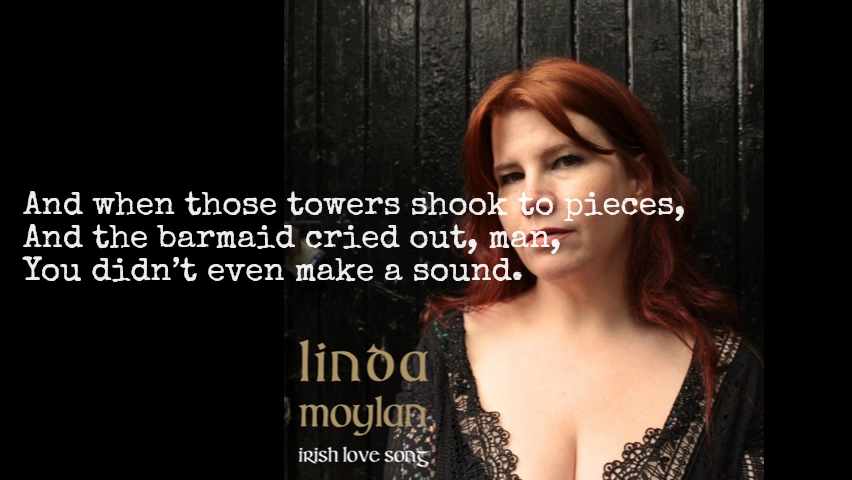 And when those towers shook to pieces,
And the barmaid cried out, man,
You didn't even make a sound.
linda
moylan
irish love song